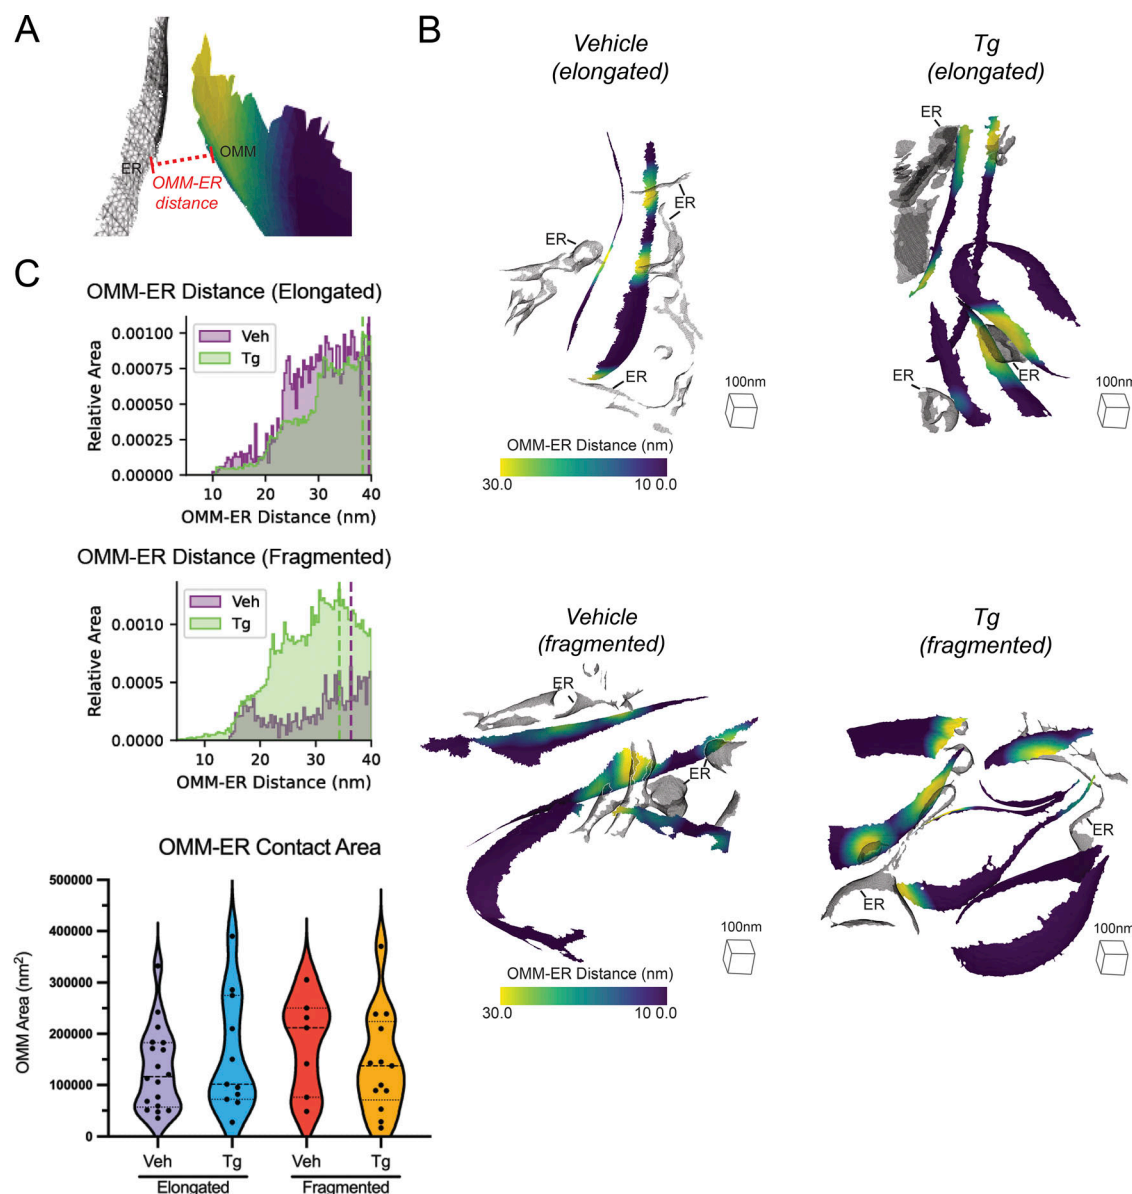 A
ER
OMM
OMM-ER
distance
B
Vehicle
(elongated)
ER
ER
ER
ER
100nm
OMM-ER Distance (nm)
30.0
10 0.0
Tg
(elongated)
ER
ER
ER
100nm
C
OMM-ER Distance (Elongated)
Relative Area
0.00100
0.00075
0.00050
0.00025
0.00000
Veh
Tg
10 20 30 40
OMM-ER Distance (nm)
OMM-ER Distance (Fragmented)
Relative Area
0.0010
0.0005
0.0000
Veh
Tg
10 20 30 40
OMM-ER Distance (nm)
Vehicle
(fragmented)
ER
ER
100nm
OMM-ER Distance (nm)
30.0
10 0.0
Tg
(fragmented)
ER
ER
100nm
OMM-ER Contact Area
OMM Area (nm²)
500000
400000
300000
200000
100000
0
Veh Tg Veh Tg
Elongated Fragmented